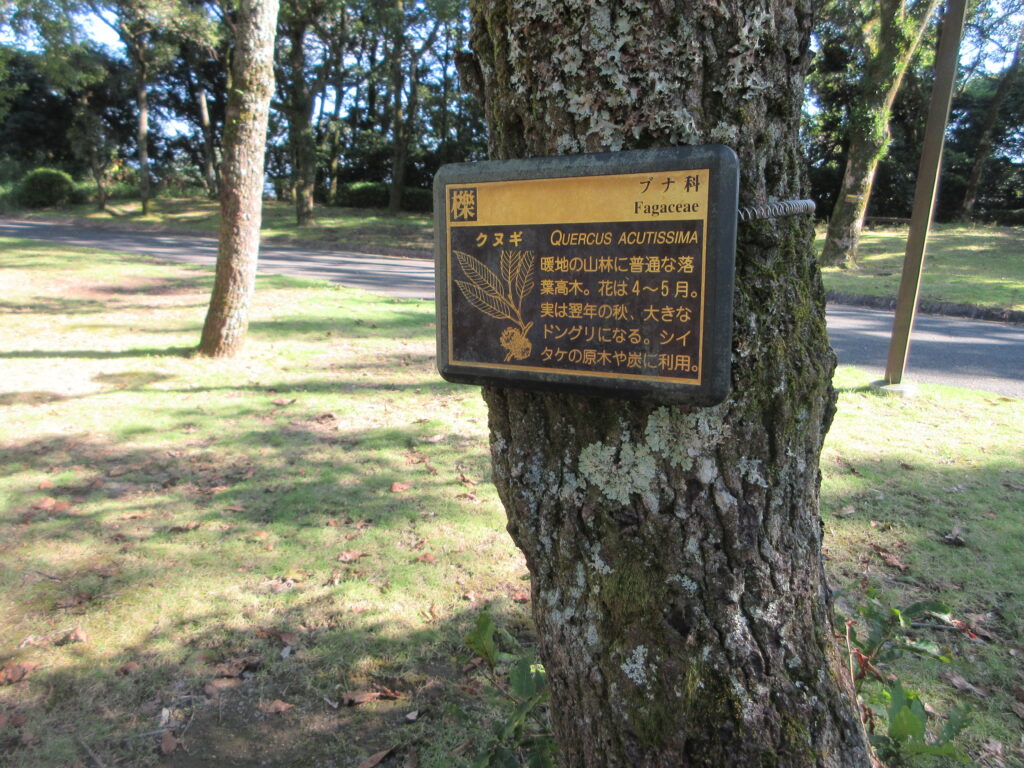 櫟
ブナ科
Fagaceae
クヌギ QUERCUS ACUTISSIMA
暖地の山林に普通な落
葉高木。花は4〜5月。
実は翌年の秋、大きな
ドングリになる。シイ
タケの原木や炭に利用。